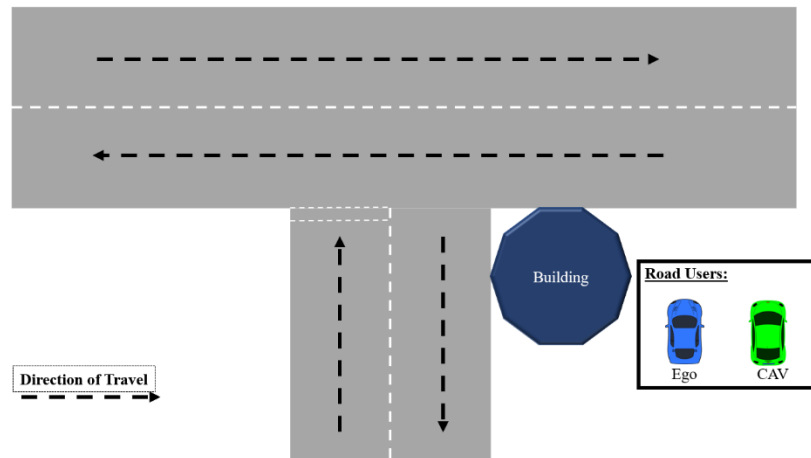 Building
Road Users:
Ego
CAV
Direction of Travel